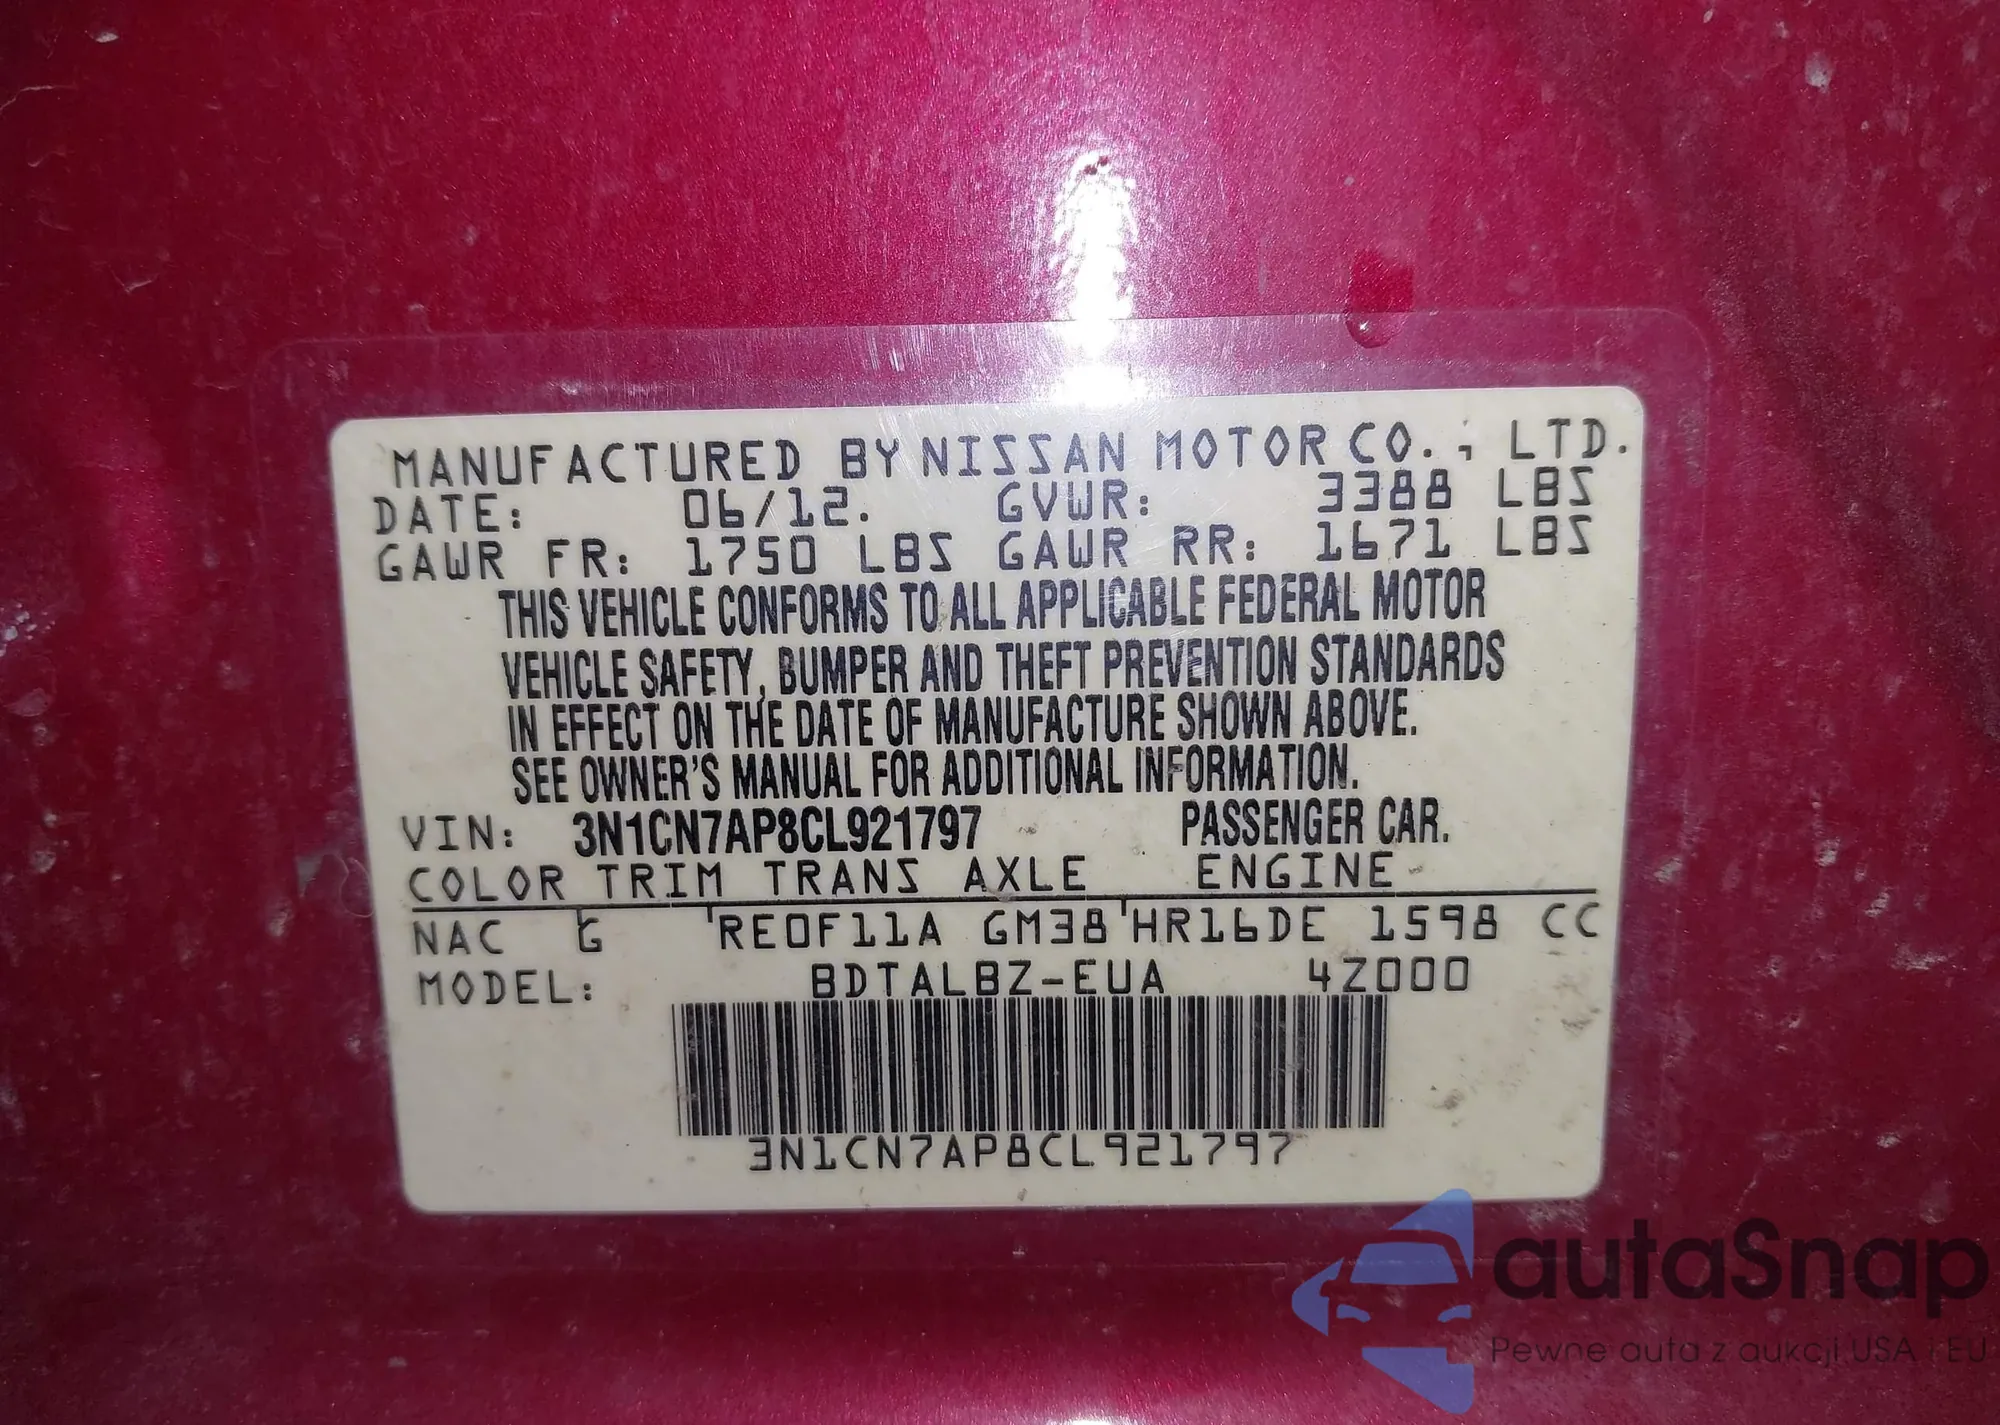 MANUFACTURED BY NISSAN MOTOR CO., LTD.
DATE: 06/12. GVWR: 3388 LBS
GAWR FR: 1750 LBS GAWR RR: 1671 LBS
THIS VEHICLE CONFORMS TO ALL APPLICABLE FEDERAL MOTOR
VEHICLE SAFETY, BUMPER AND THEFT PREVENTION STANDARDS
IN EFFECT ON THE DATE OF MANUFACTURE SHOWN ABOVE.
SEE OWNER'S MANUAL FOR ADDITIONAL INFORMATION.
VIN: 3N1CN7AP8CL921797 PASSENGER CAR.
COLOR TRIM TRANS AXLE ENGINE
NAC G RE0F11A GM38 HR16DE 1598 CC
MODEL: BDTALBZ-EUA 4Z000
3N1CN7AP8CL921797
autaSnap
Pewne auta z aukcji USA i EU